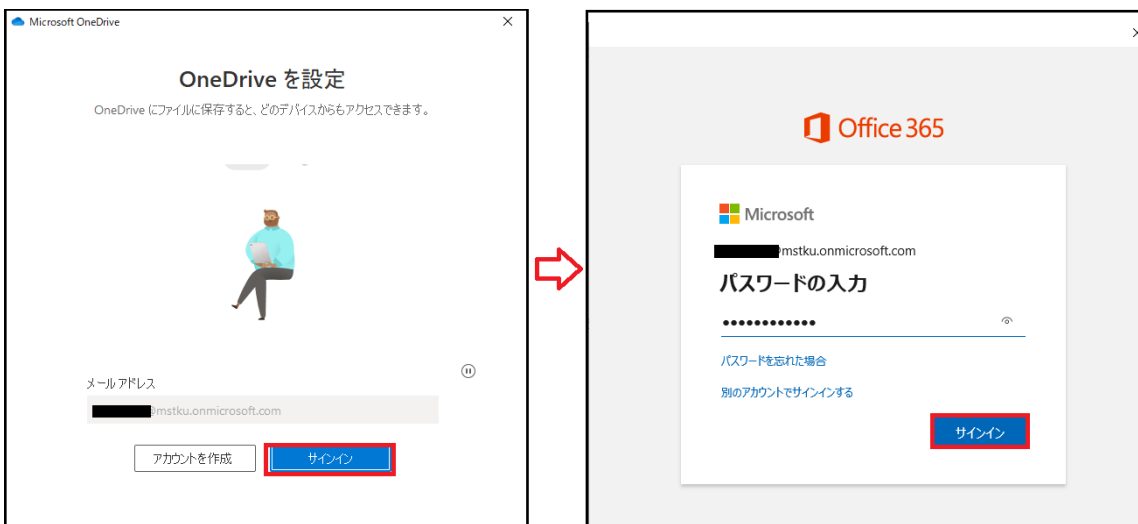 Microsoft OneDrive
OneDrive を設定
OneDrive にファイルに保存すると、どのデバイスからもアクセスできます。
メール アドレス
@mstku.onmicrosoft.com
アカウントを作成
サインイン
Office 365
Microsoft
@mstku.onmicrosoft.com
パスワードの入力
パスワードを忘れた場合
別のアカウントでサインインする
サインイン